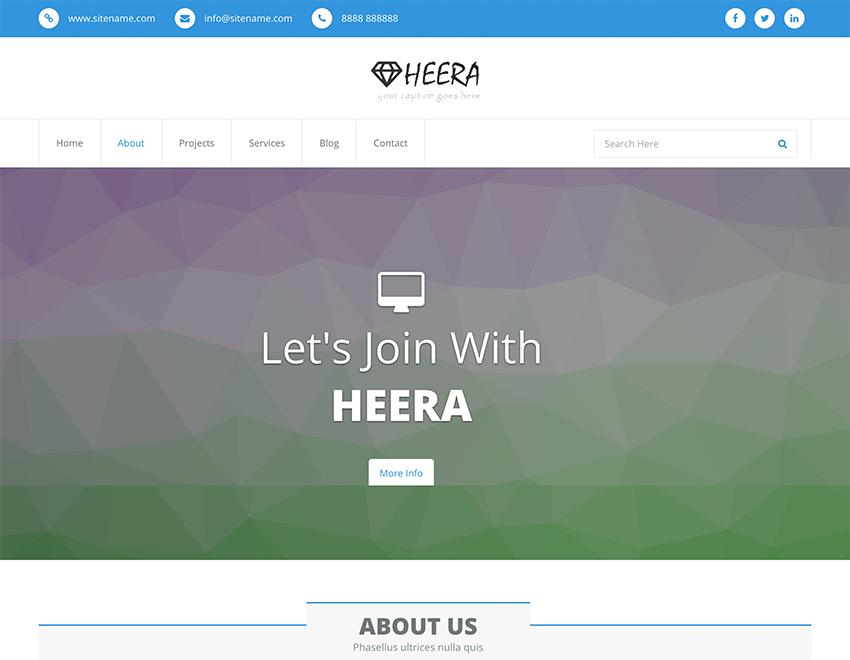 www.sitename.com info@sitename.com 8888 888888
HEERA
your caption goes here
Home About Projects Services Blog Contact Search Here
Let's Join With
HEERA
More Info
ABOUT US
Phasellus ultrices nulla quis